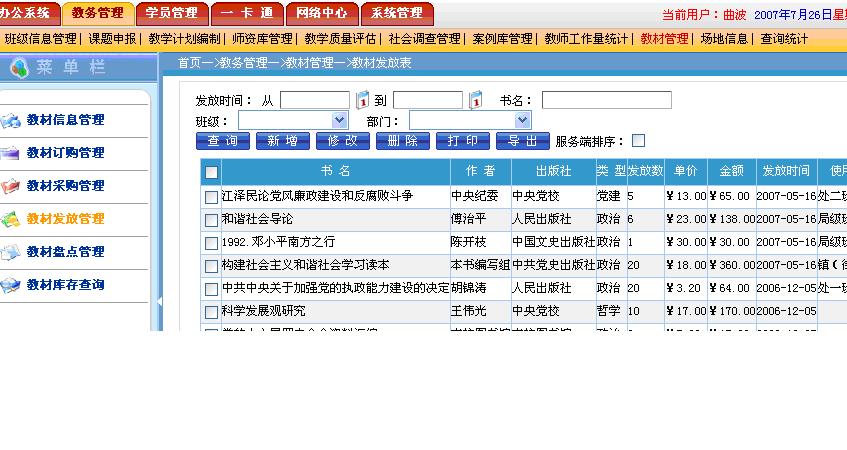 办公系统 教务管理 学员管理 一 卡 通 网络中心 系统管理 当前用户：曲波 2007年7月26日星
班级信息管理| 课题申报| 教学计划编制| 师资库管理| 教学质量评估| 社会调查管理| 案例库管理| 教师工作量统计| 教材管理| 场地信息| 查询统计
菜 单 栏
教材信息管理
教材订购管理
教材采购管理
教材发放管理
教材盘点管理
教材库存查询
首页—>教务管理—>教材管理—>教材发放表
发放时间： 从 到 书名：
班级： 部门：
查 询 新 增 修 改 删 除 打 印 导 出 服务端排序：
书 名 作 者 出版社 类 型 发放数 单价 金额 发放时间 使用
江泽民论党风廉政建设和反腐败斗争 中央纪委 中央党校 党建 5 ￥13.00 ￥65.00 2007-05-16 处二班
和谐社会导论 傅治平 人民出版社 政治 6 ￥23.00 ￥138.00 2007-05-16 局级班
1992.邓小平南方之行 陈开枝 中国文史出版社 政治 1 ￥30.00 ￥30.00 2007-05-16 局级班
构建社会主义和谐社会学习读本 本书编写组 中共党史出版社 政治 20 ￥18.00 ￥360.00 2007-05-16 镇（街
中共中央关于加强党的执政能力建设的决定 胡锦涛 人民出版社 政治 20 ￥3.20 ￥64.00 2006-12-05 处一班
科学发展观研究 王伟光 中央党校 哲学 10 ￥17.00 ￥170.00 2006-12-05